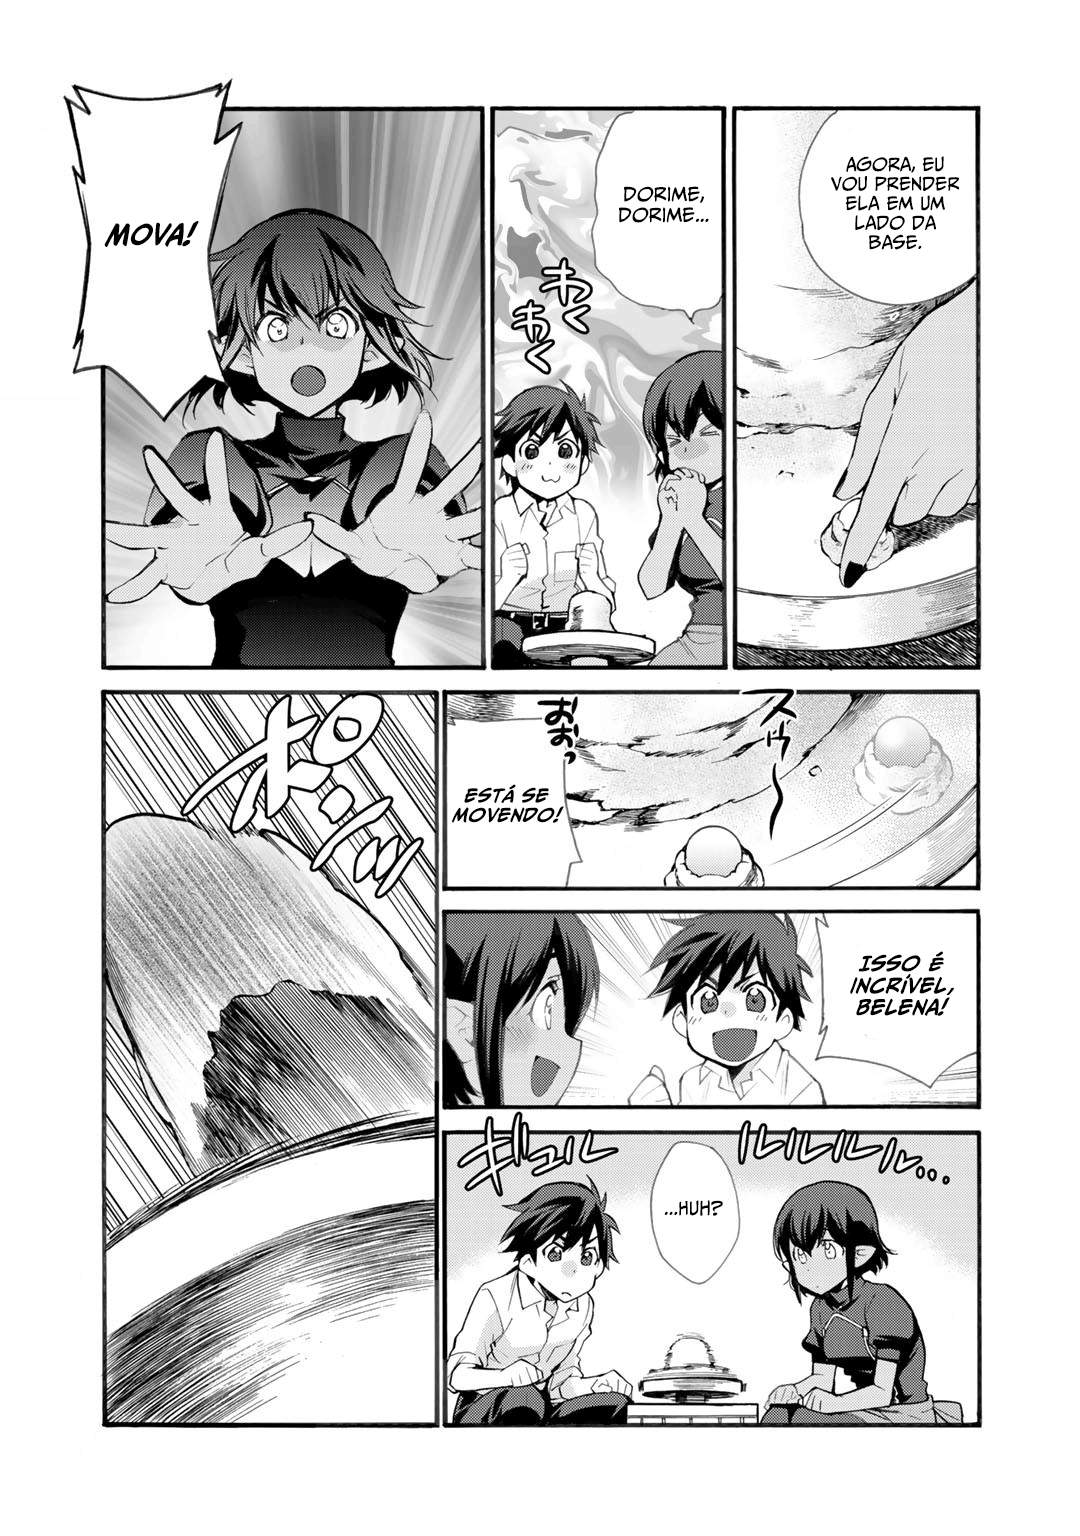 AGORA, EU
VOU PRENDER
ELA EM UM
LADO DA
BASE.
DORIME,
DORIME...
わく
わく
MOVA!
スゥ〜
おおっ
ESTÁ SE
MOVENDO!
ISSO É
INCRÍVEL,
BELENA!
ルルルルル...
ギュル
...HUH?
ポンッ